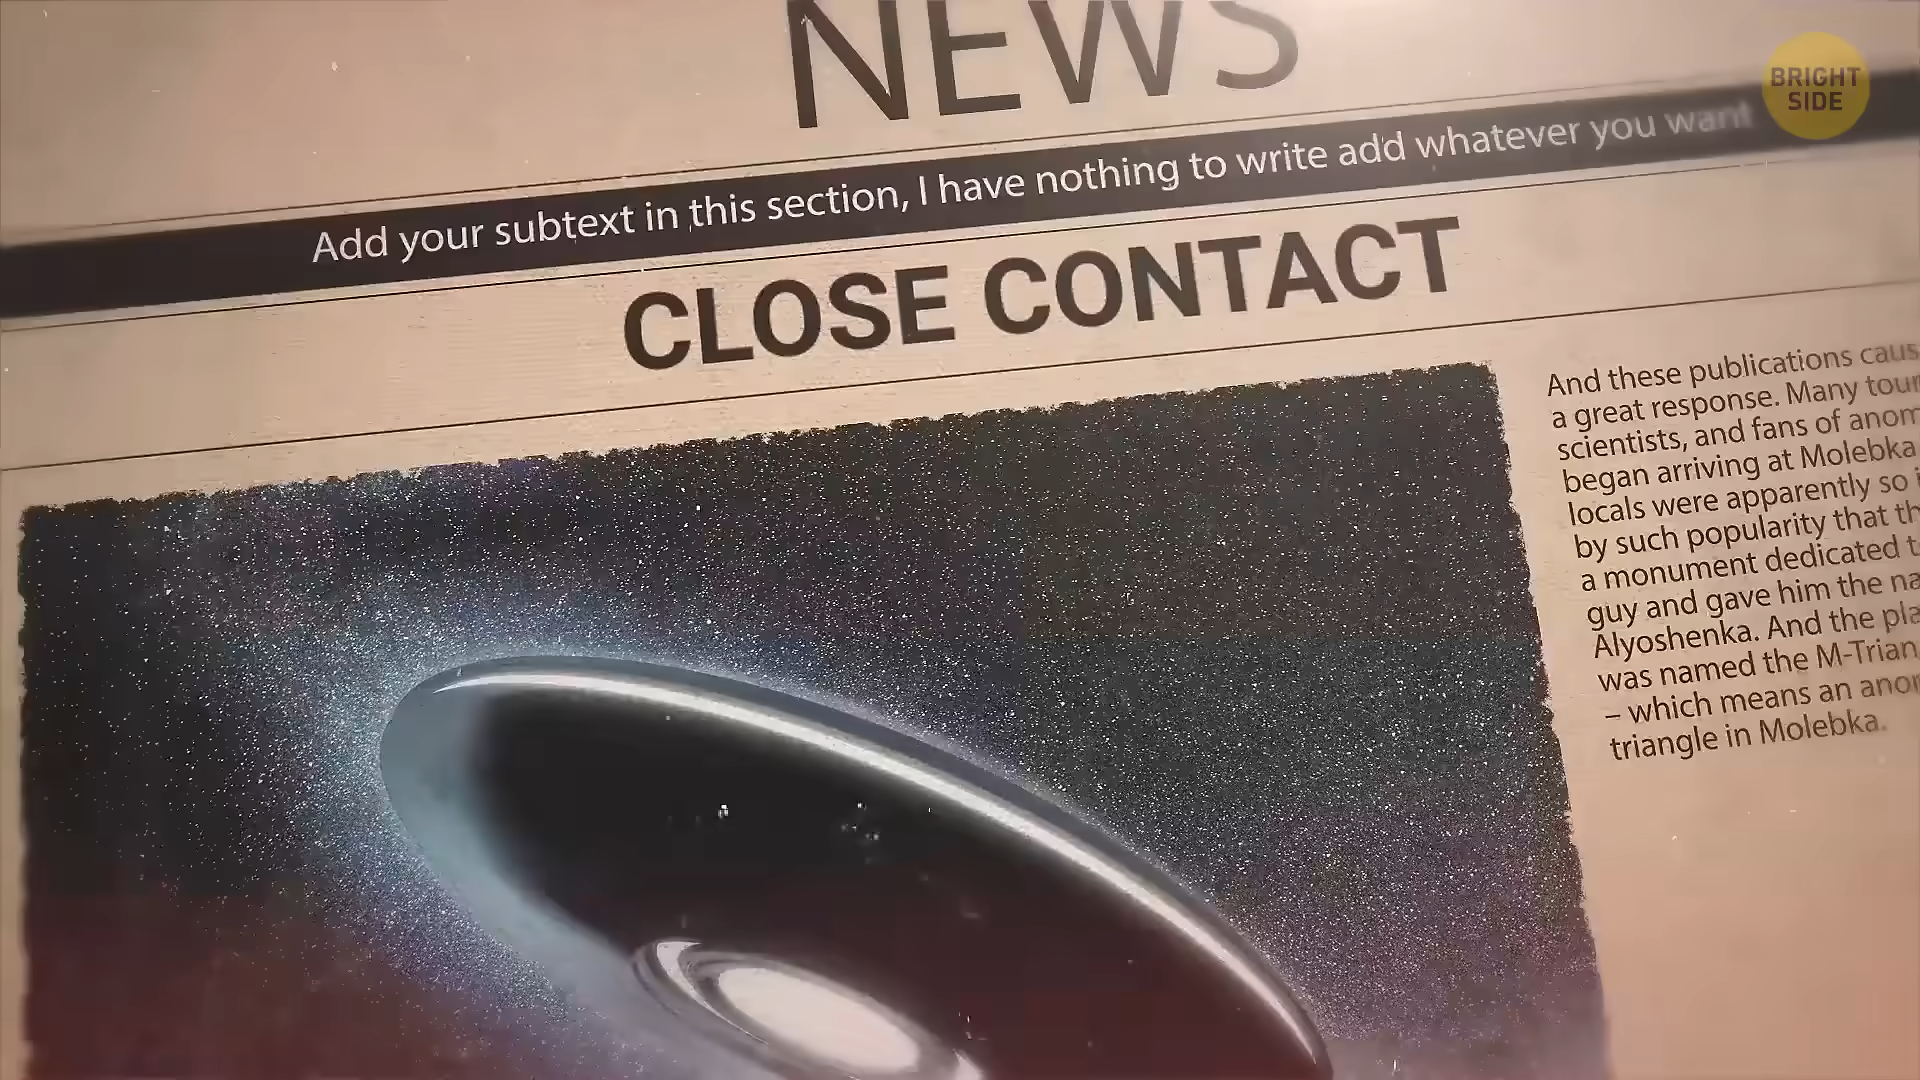 NEWS
BRIGHT
SIDE
Add your subtext in this section, I have nothing to write add whatever you want
CLOSE CONTACT
And these publications
a great response. Many
scientists, and fans of
began arriving at Molebka
locals were apparently so
by such popularity that
a monument dedicated
guy and gave him the
Alyoshenka. And the
was named the
– which means an
triangle in Molebka.